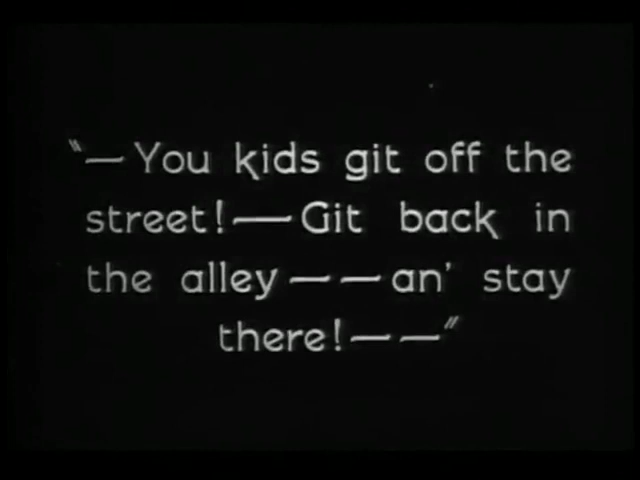 "—You kids git off the
street!—Git back in
the alley——an' stay
there!——"